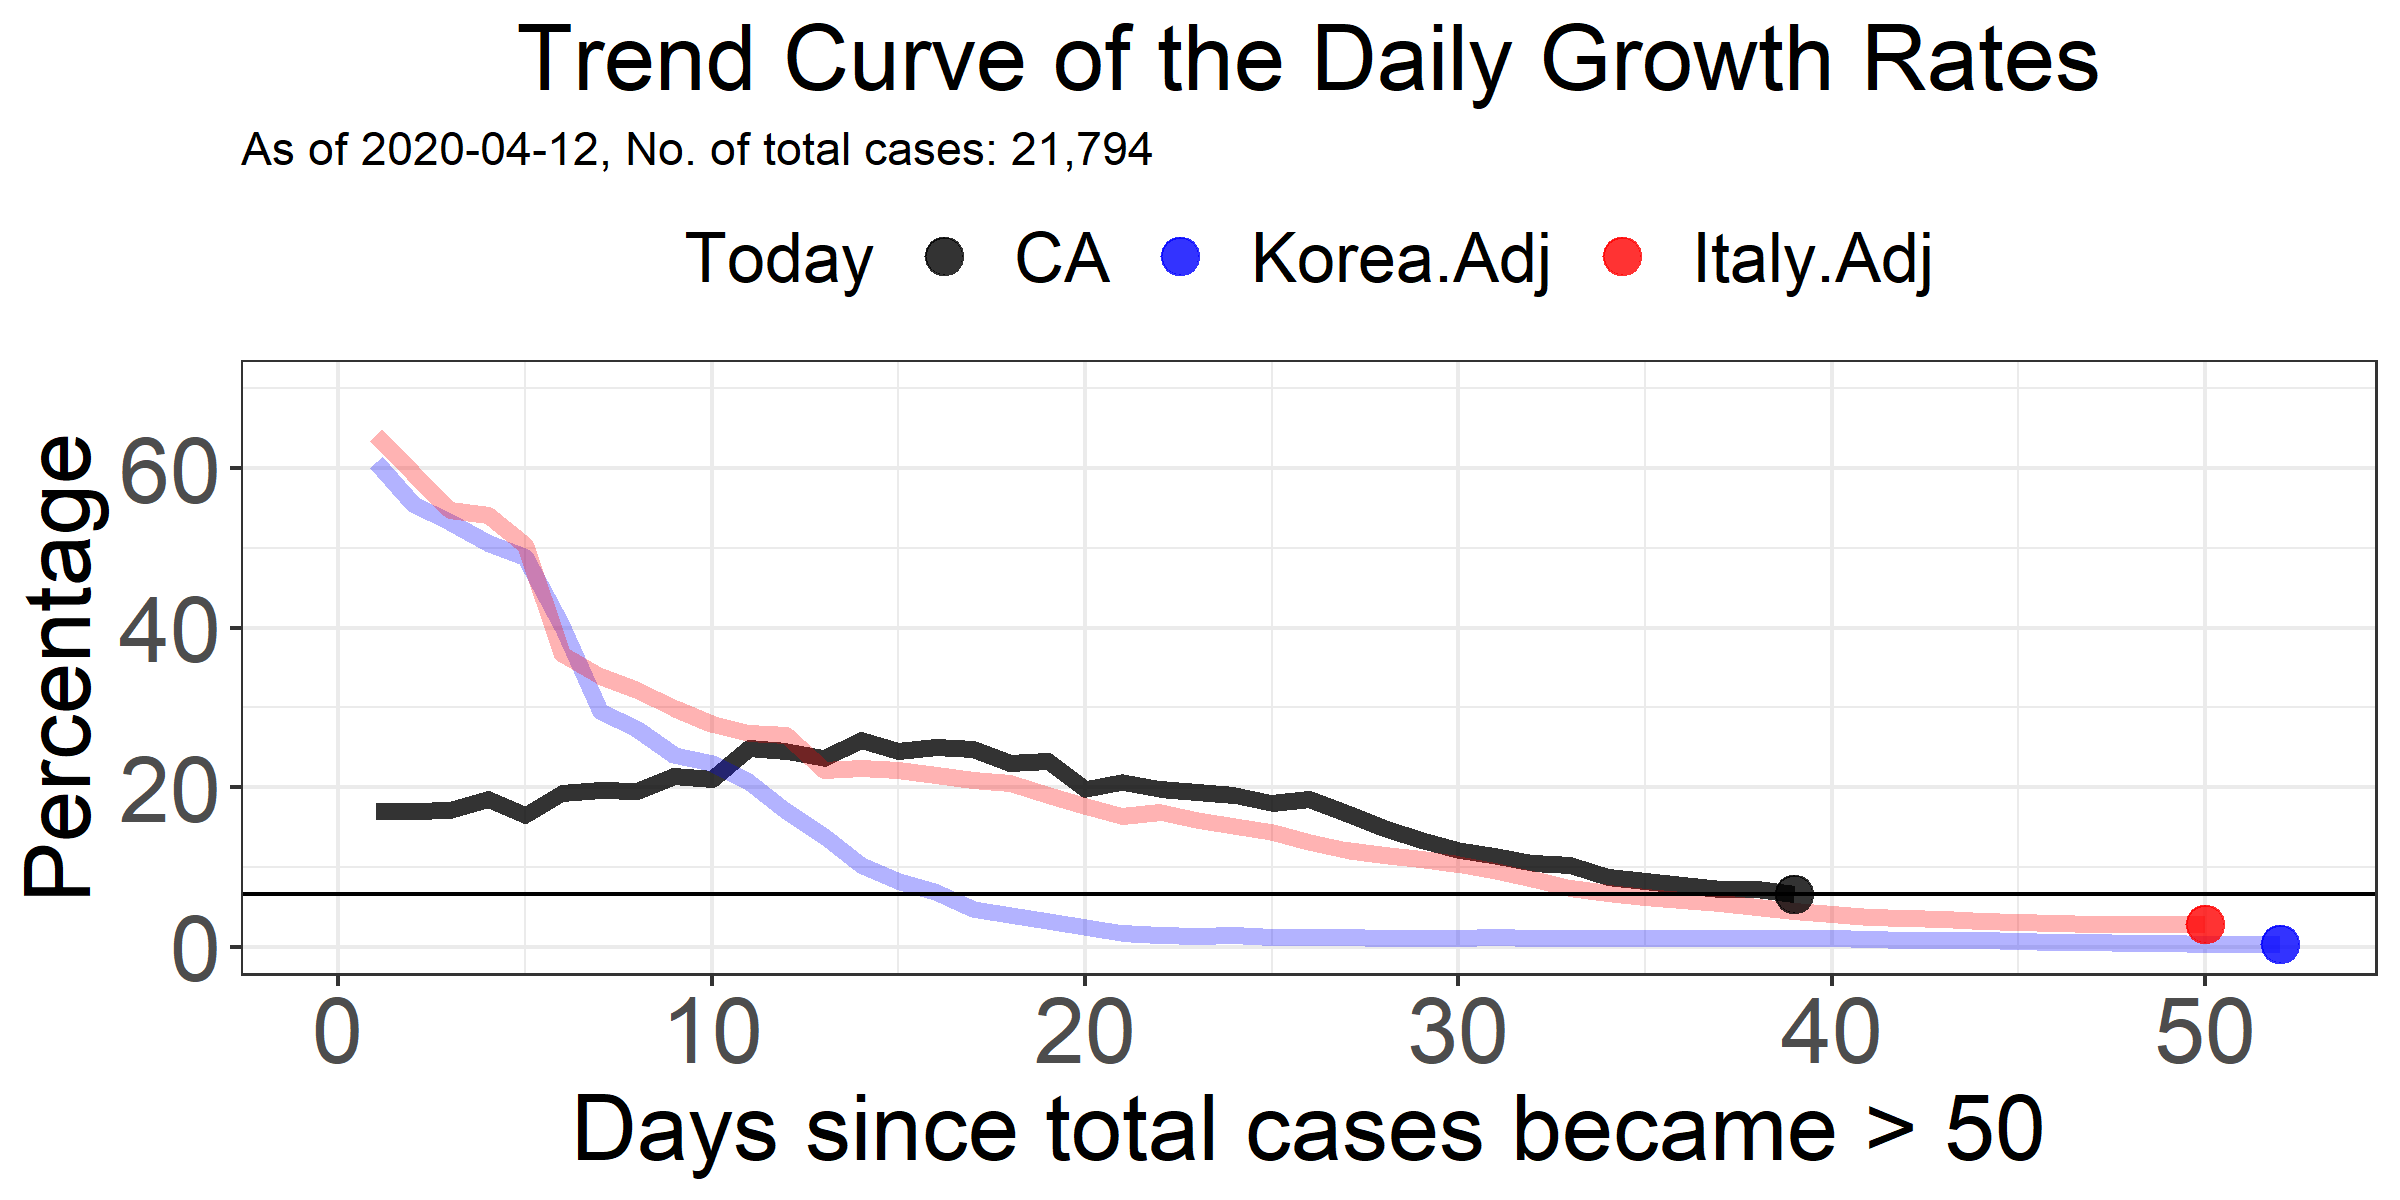 Trend Curve of the Daily Growth Rates
As of 2020-04-12, No. of total cases: 21,794
Today CA Korea.Adj Italy.Adj
Percentage
60
40
20
0
0 10 20 30 40 50
Days since total cases became > 50